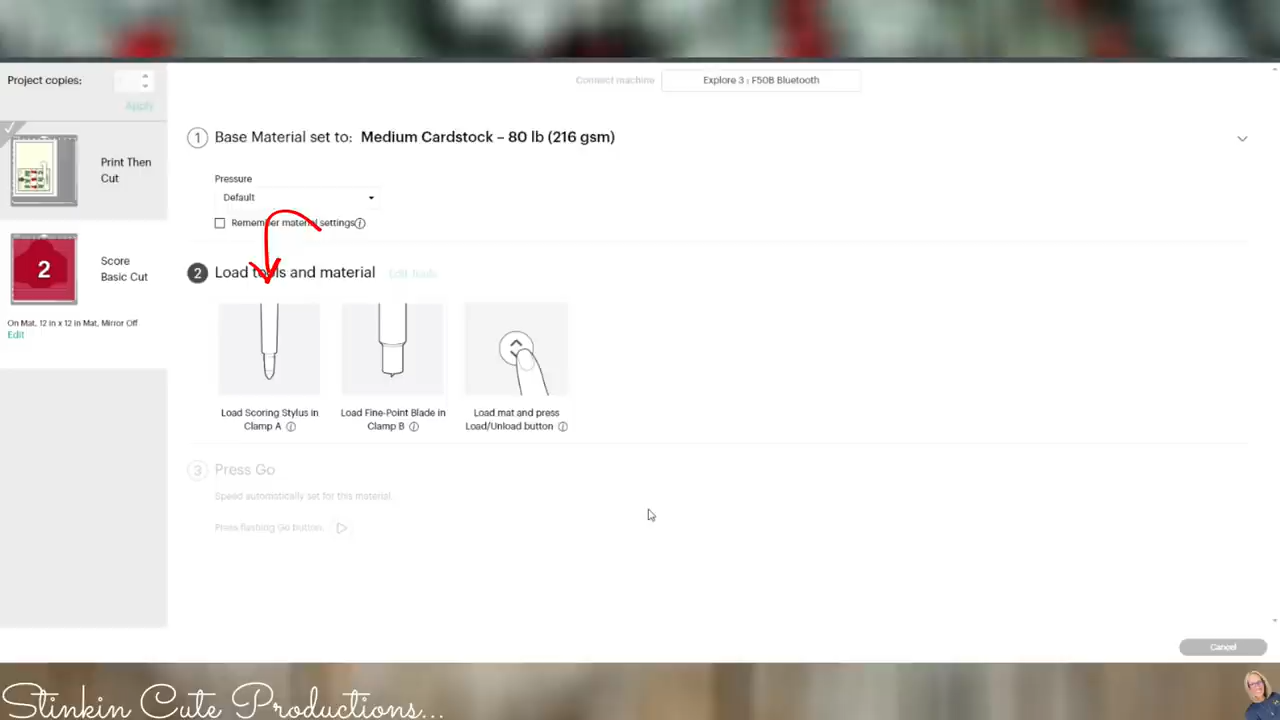 Project copies:
Apply
Print Then
Cut
2
Score
Basic Cut
On Mat, 12 in x 12 in Mat, Mirror Off
Edit
Connect machine
Explore 3 : F50B Bluetooth
1 Base Material set to: Medium Cardstock – 80 lb (216 gsm)
Pressure
Default
Remember material settings
2 Load tools and material Edit Tools
Load Scoring Stylus in
Clamp A
Load Fine-Point Blade in
Clamp B
Load mat and press
Load/Unload button
3 Press Go
Speed automatically set for this material.
Press flashing Go button.
Cancel
Stinkin Cute Productions...